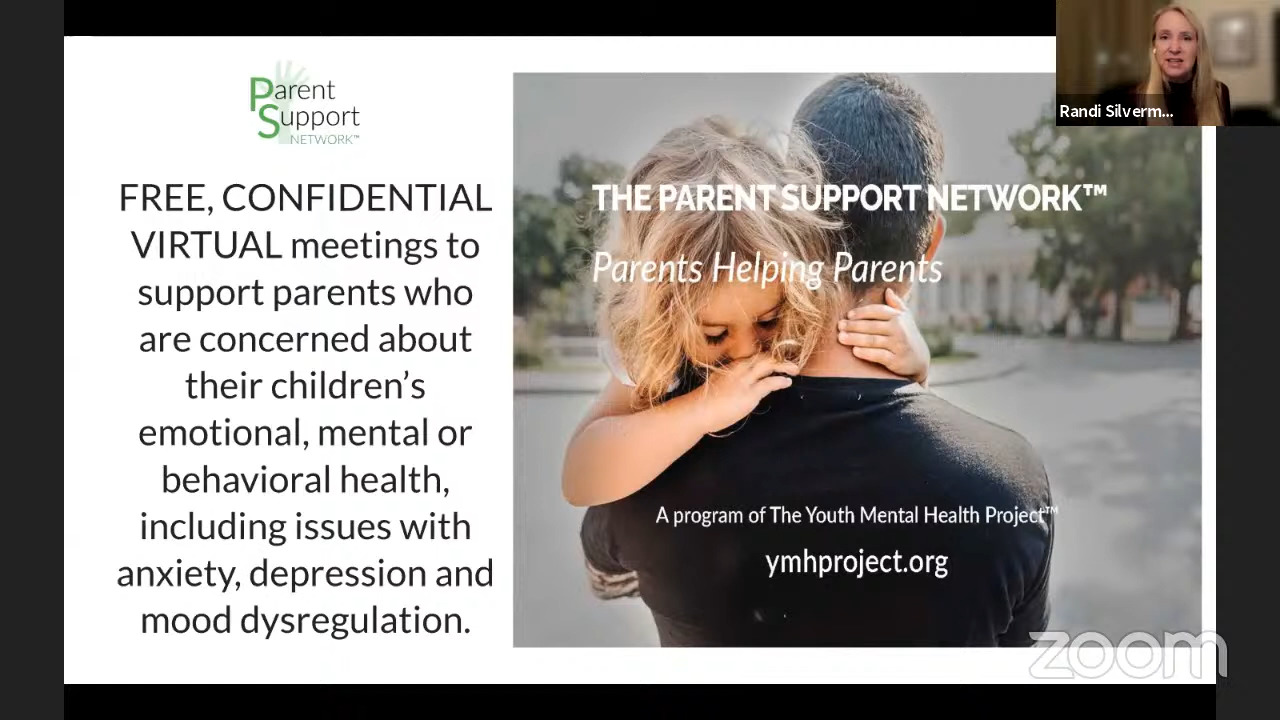 Parent
Support
NETWORK™
FREE, CONFIDENTIAL
VIRTUAL meetings to
support parents who
are concerned about
their children’s
emotional, mental or
behavioral health,
including issues with
anxiety, depression and
mood dysregulation.
THE PARENT SUPPORT NETWORK™
Parents Helping Parents
A program of The Youth Mental Health Project™
ymhproject.org
Randi Silverm...
zoom